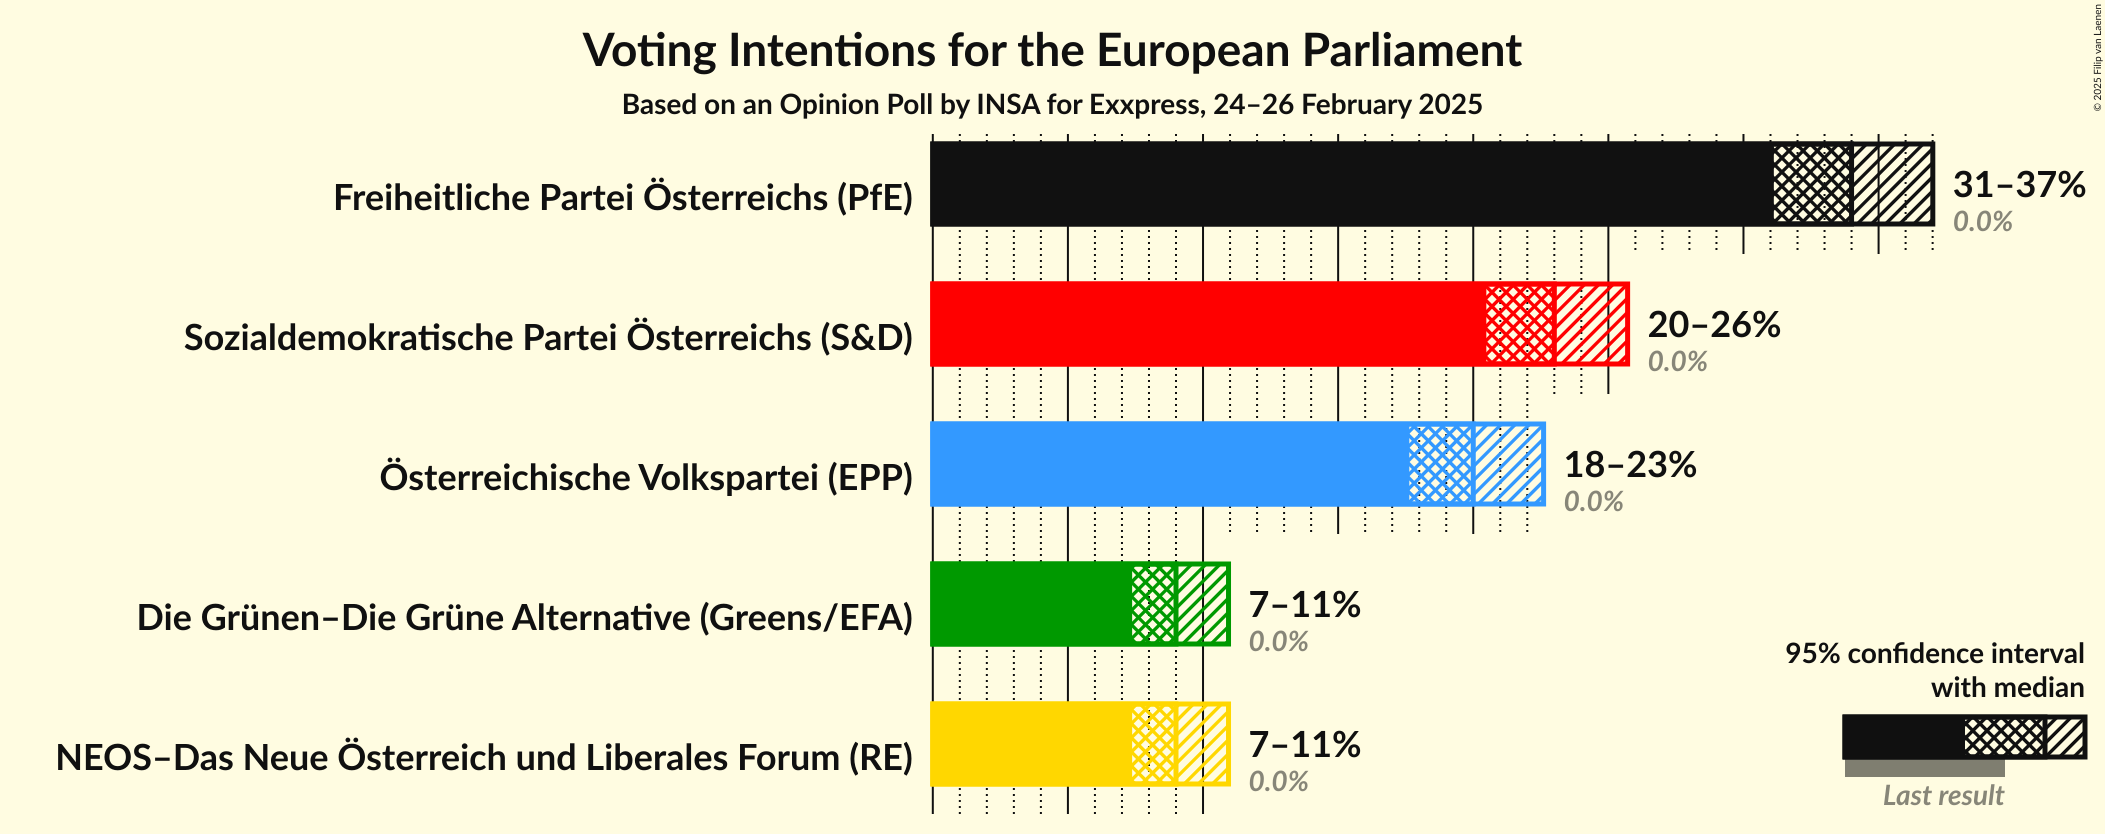 Voting Intentions for the European Parliament
Based on an Opinion Poll by INSA for Exxpress, 24–26 February 2025
© 2025 Filip van Laenen
Freiheitliche Partei Österreichs (PfE)
31–37%
0.0%
Sozialdemokratische Partei Österreichs (S&D)
20–26%
0.0%
Österreichische Volkspartei (EPP)
18–23%
0.0%
Die Grünen–Die Grüne Alternative (Greens/EFA)
7–11%
0.0%
NEOS–Das Neue Österreich und Liberales Forum (RE)
7–11%
0.0%
95% confidence interval
with median
Last result